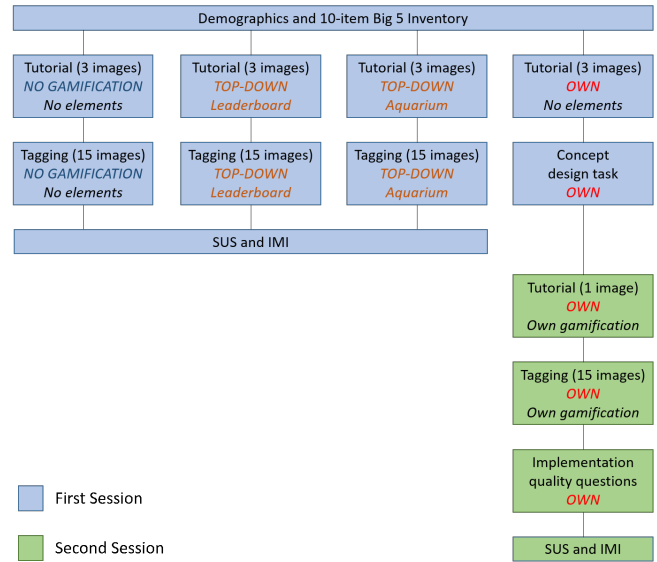 Demographics and 10-item Big 5 Inventory
Tutorial (3 images)
NO GAMIFICATION
No elements
Tutorial (3 images)
TOP-DOWN
Leaderboard
Tutorial (3 images)
TOP-DOWN
Aquarium
Tutorial (3 images)
OWN
No elements
Tagging (15 images)
NO GAMIFICATION
No elements
Tagging (15 images)
TOP-DOWN
Leaderboard
Tagging (15 images)
TOP-DOWN
Aquarium
Concept
design task
OWN
SUS and IMI
Tutorial (1 image)
OWN
Own gamification
Tagging (15 images)
OWN
Own gamification
Implementation
quality questions
OWN
SUS and IMI
First Session
Second Session